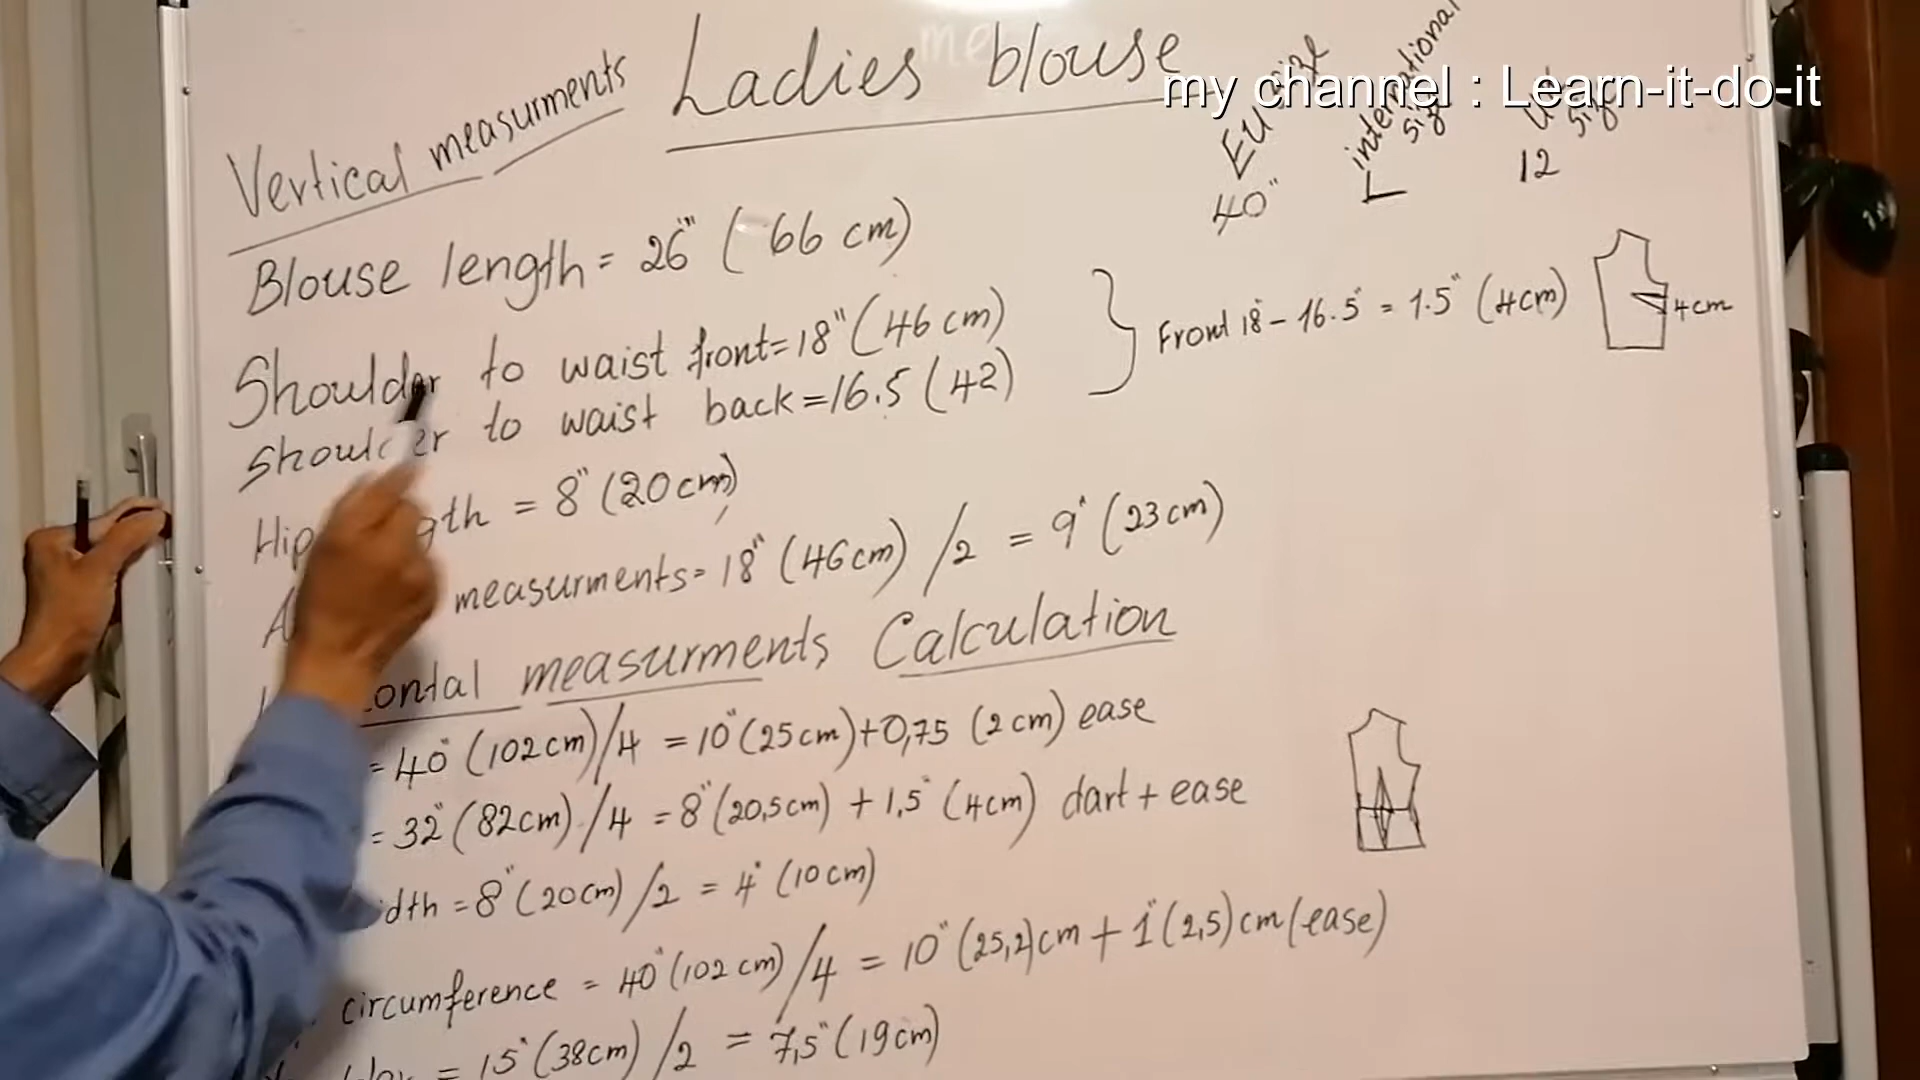 Ladies blouse
my channel : Learn-it-do-it
Vertical measurments
EU size
international size
size
40"
L
12
Blouse length = 26" ( 66 cm)
Shoulder to waist front = 18" (46 cm)
shoulder to waist back = 16.5 (42)
Front 18" - 16.5" = 1.5" (4cm)
4cm
Hip = 8" (20 cm)
measurments = 18" (46cm) /2 = 9" (23 cm)
measurments Calculation
= 40" (102cm)/4 = 10" (25cm)+0,75 (2cm) ease
= 32" (82cm)/4 = 8" (20,5cm) + 1,5" (4cm) dart + ease
= 8" (20cm) /2 = 4" (10cm)
circumference = 40" (102 cm)/4 = 10" (25,2)cm + 1" (2,5) cm (ease)
= 15" (38cm) /2 = 7,5" (19cm)